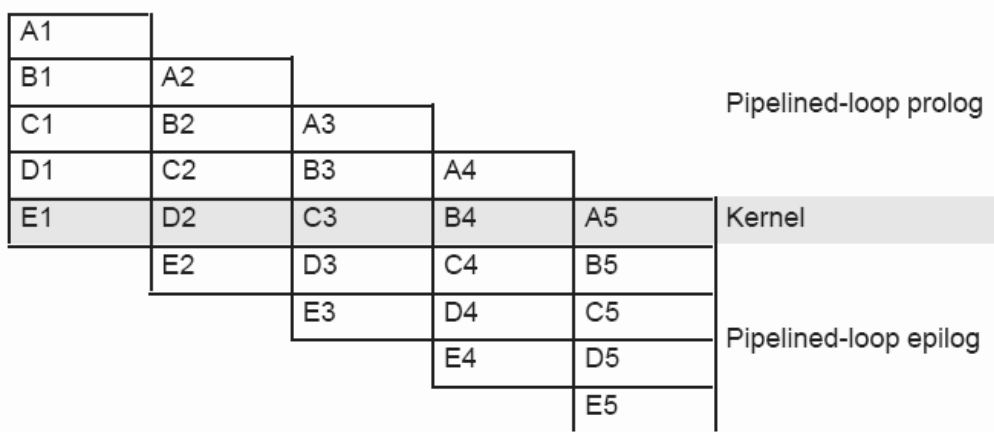 A1
B1 A2
Pipelined-loop prolog
C1 B2 A3
D1 C2 B3 A4
E1 D2 C3 B4 A5 Kernel
E2 D3 C4 B5
E3 D4 C5
Pipelined-loop epilog
E4 D5
E5